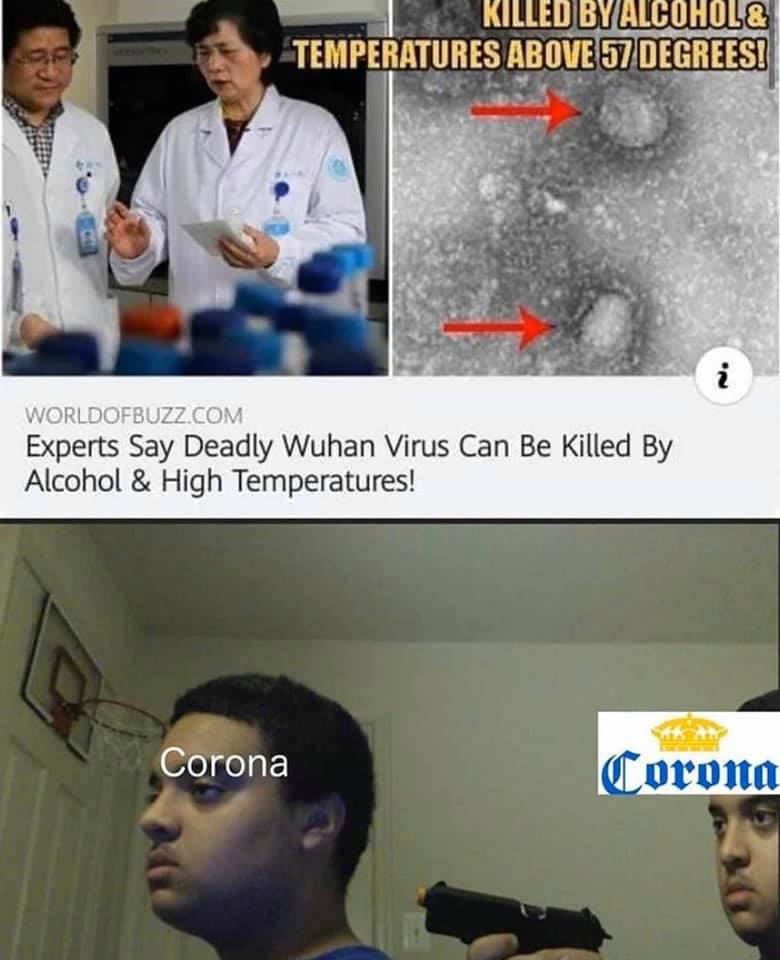 KILLED BY ALCOHOL &
TEMPERATURES ABOVE 57 DEGREES!
i
WORLDOFBUZZ.COM
Experts Say Deadly Wuhan Virus Can Be Killed By
Alcohol & High Temperatures!
Corona
Corona